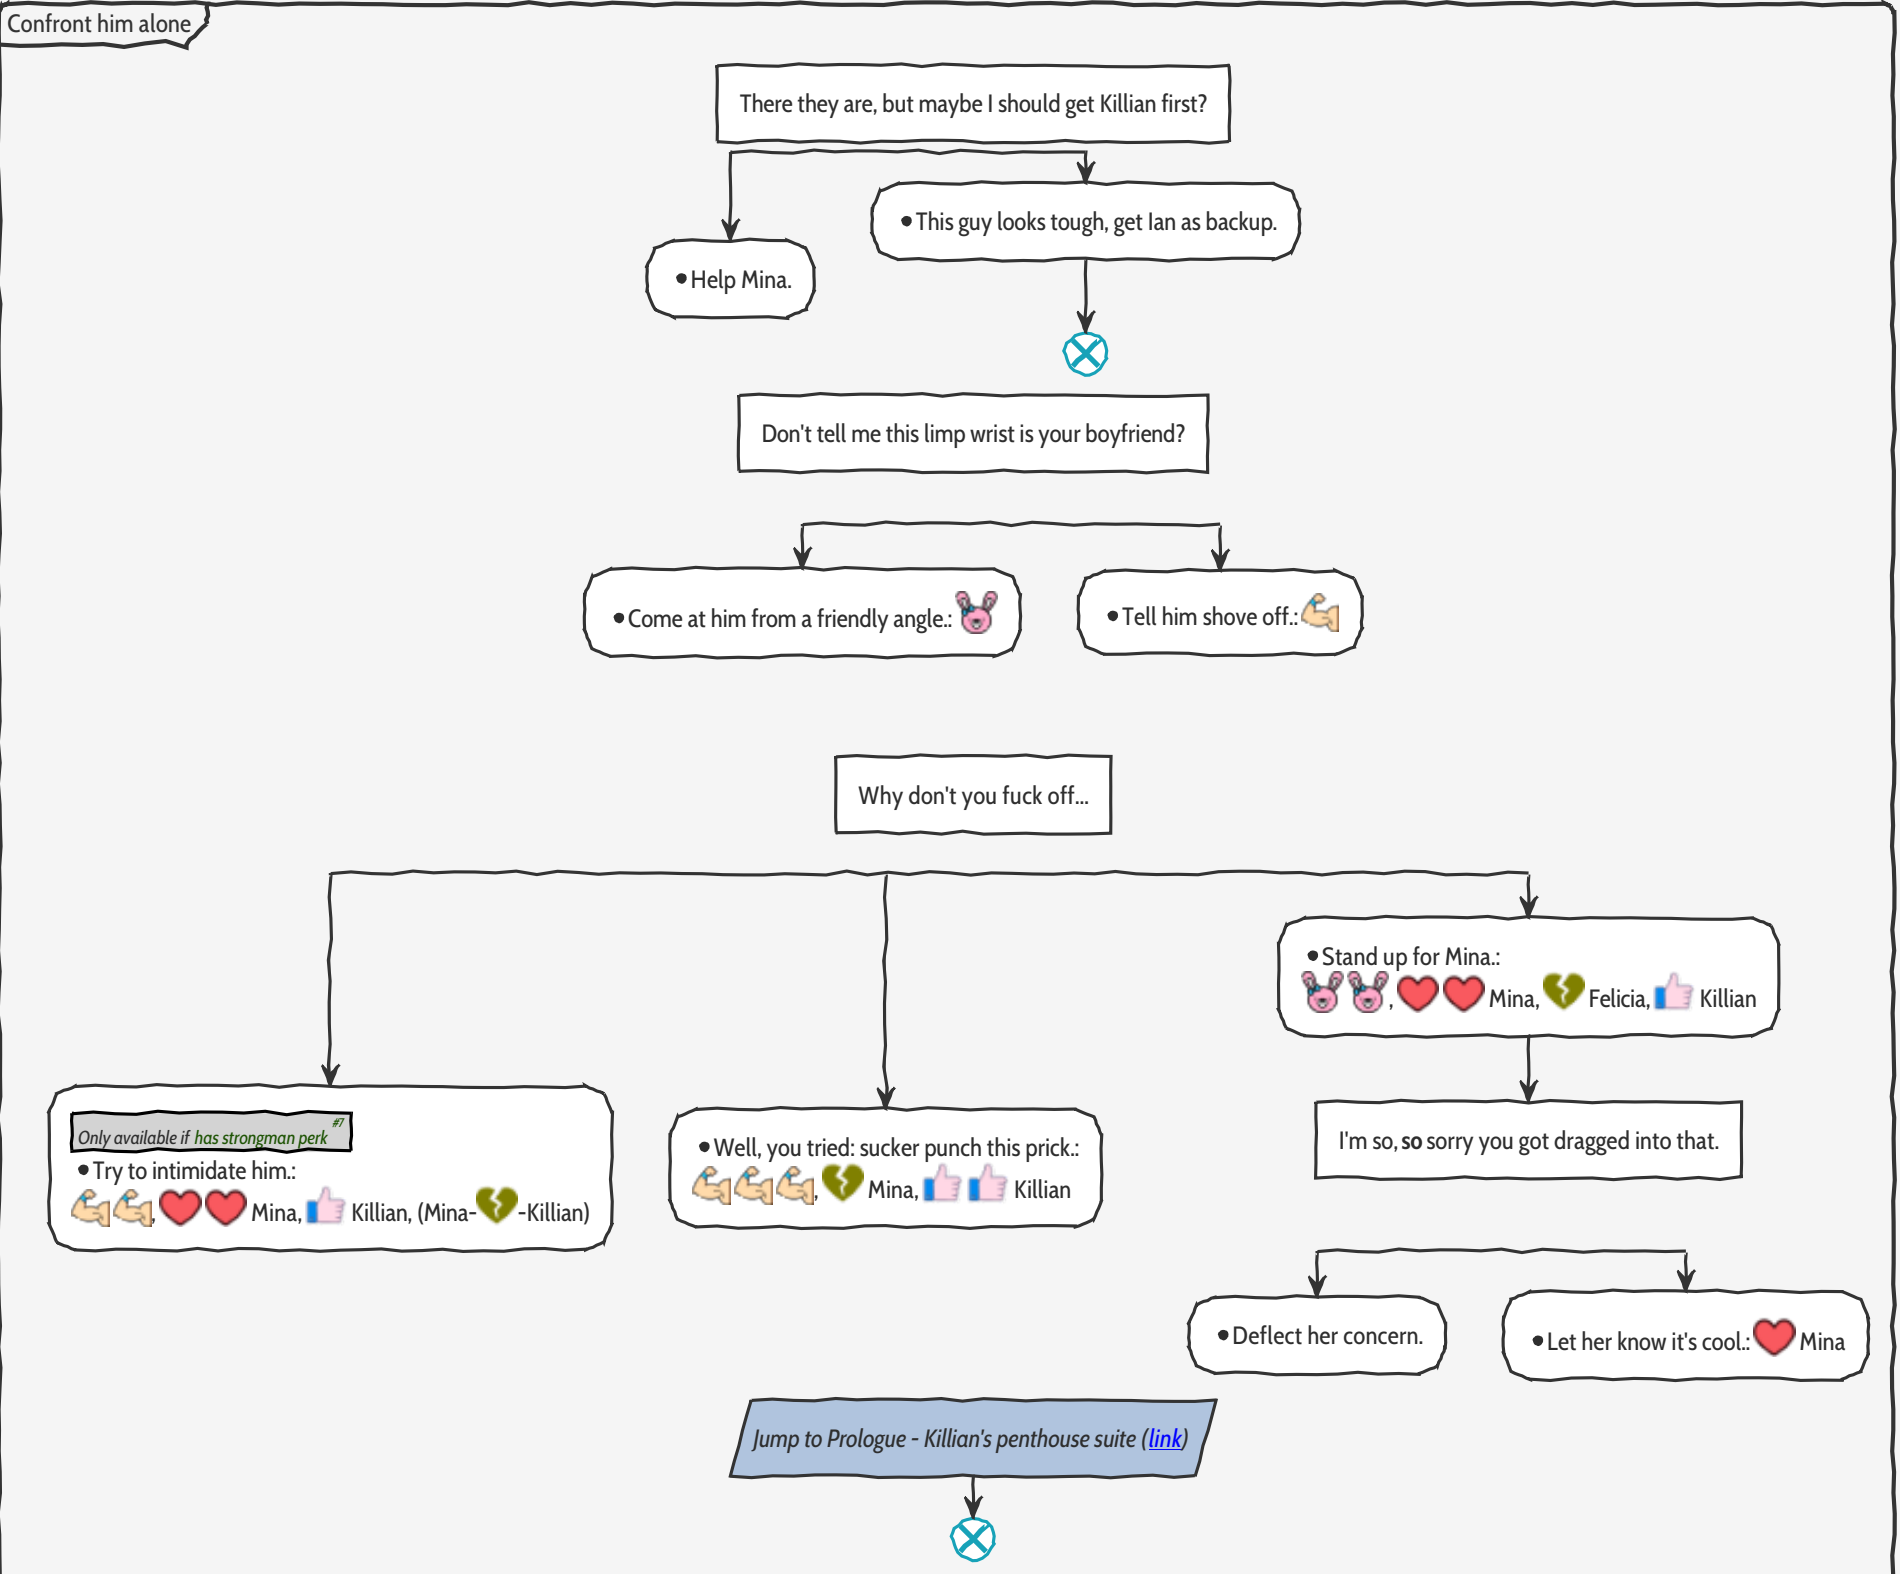 Confront him alone
There they are, but maybe I should get Killian first?
•This guy looks tough, get Ian as backup.
•Help Mina.
Don't tell me this limp wrist is your boyfriend?
•Come at him from a friendly angle.:
•Tell him shove off.:
Why don't you fuck off...
•Stand up for Mina.:
, Mina, Felicia, Killian
#7
Only available if has strongman perk
•Try to intimidate him.:
, Mina, Killian, (Mina- -Killian)
•Well, you tried: sucker punch this prick.:
, Mina, Killian
I'm so, so sorry you got dragged into that.
•Deflect her concern.
•Let her know it's cool.: Mina
Jump to Prologue - Killian's penthouse suite (link)